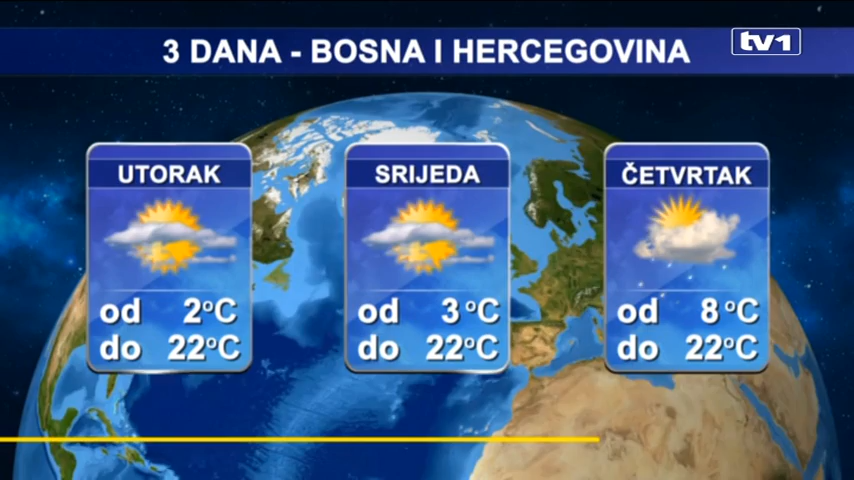 3 DANA - BOSNA I HERCEGOVINA
tv1
UTORAK
od 2°C
do 22°C
SRIJEDA
od 3°C
do 22°C
ČETVRTAK
od 8°C
do 22°C